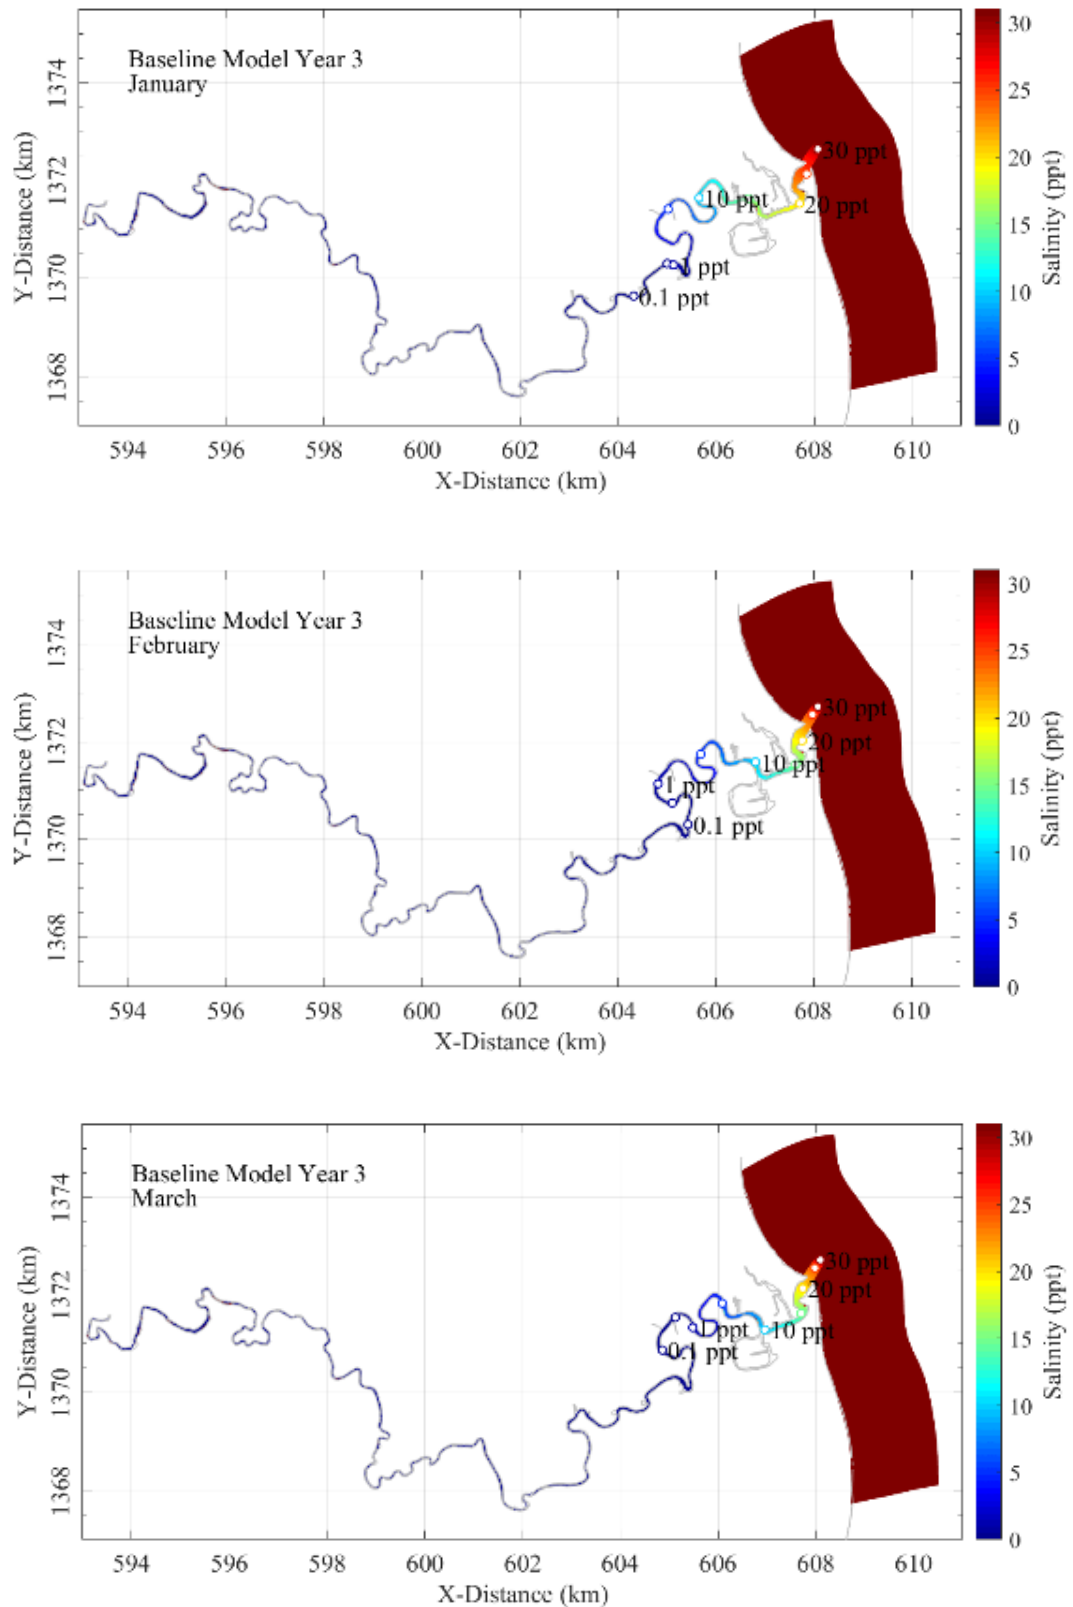 Baseline Model Year 3
January
30 ppt
10 ppt
20 ppt
1 ppt
0.1 ppt
1374
1372
1370
1368
Y-Distance (km)
594 596 598 600 602 604 606 608 610
X-Distance (km)
30
25
20
15
10
5
0
Salinity (ppt)
Baseline Model Year 3
February
30 ppt
20 ppt
10 ppt
1 ppt
0.1 ppt
1374
1372
1370
1368
Y-Distance (km)
594 596 598 600 602 604 606 608 610
X-Distance (km)
30
25
20
15
10
5
0
Salinity (ppt)
Baseline Model Year 3
March
30 ppt
20 ppt
1 ppt
10 ppt
0.1 ppt
1374
1372
1370
1368
Y-Distance (km)
594 596 598 600 602 604 606 608 610
X-Distance (km)
30
25
20
15
10
5
0
Salinity (ppt)